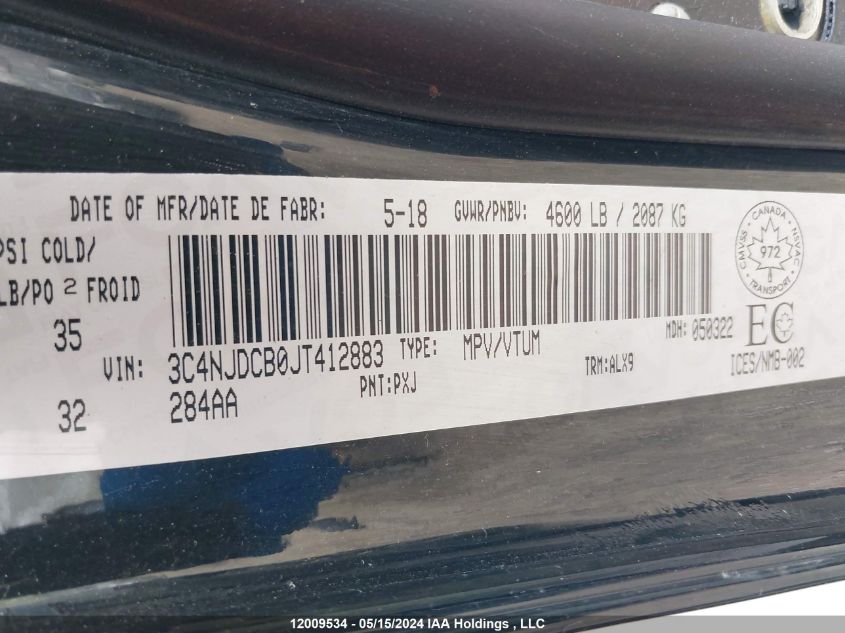 DATE OF MFR/DATE DE FABR: 5-18 GVWR/PNBV: 4600 LB / 2087 KG
PSI COLD/
LB/PO 2 FROID
35
32
VIN: 3C4NJDCB0JT412883 TYPE: MPV/VTUM MDH: 050322
284AA PNT:PXJ TRM:ALX9
CANADA
CMVSS NSVAC
972
TRANSPORT
EC
ICES/NMB-002
12009534 - 05/15/2024 IAA Holdings , LLC